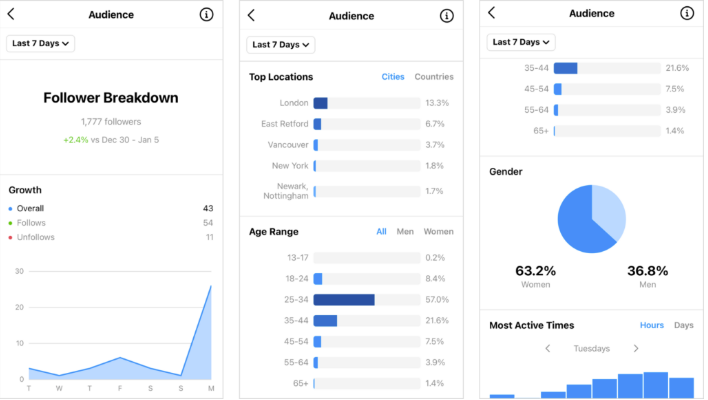 Audience
Last 7 Days
Follower Breakdown
1,777 followers
+2.4% vs Dec 30 - Jan 5
Growth
Overall 43
Follows 54
Unfollows 11
30
20
10
0
T W T F S S M
Audience
Last 7 Days
Top Locations Cities Countries
London 13.3%
East Retford 6.7%
Vancouver 3.7%
New York 1.8%
Newark,
Nottingham 1.7%
Age Range All Men Women
13-17 0.2%
18-24 8.4%
25-34 57.0%
35-44 21.6%
45-54 7.5%
55-64 3.9%
65+ 1.4%
Audience
Last 7 Days
35-44 21.6%
45-54 7.5%
55-64 3.9%
65+ 1.4%
Gender
63.2% 36.8%
Women Men
Most Active Times Hours Days
Tuesdays